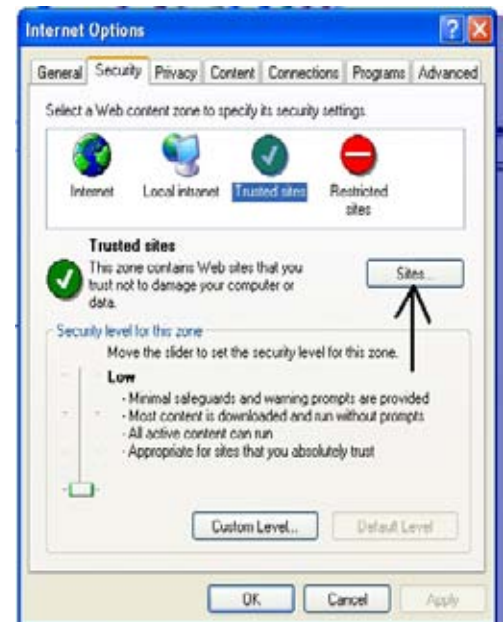 Internet Options
General Security Privacy Content Connections Programs Advanced
Select a Web content zone to specify its security settings.
Internet Local intranet Trusted sites Restricted sites
Trusted sites
This zone contains Web sites that you
trust not to damage your computer or
data.
Sites...
Security level for this zone
Move the slider to set the security level for this zone.
Low
- Minimal safeguards and warning prompts are provided
- Most content is downloaded and run without prompts
- All active content can run
- Appropriate for sites that you absolutely trust
Custom Level... Default Level
OK Cancel Apply